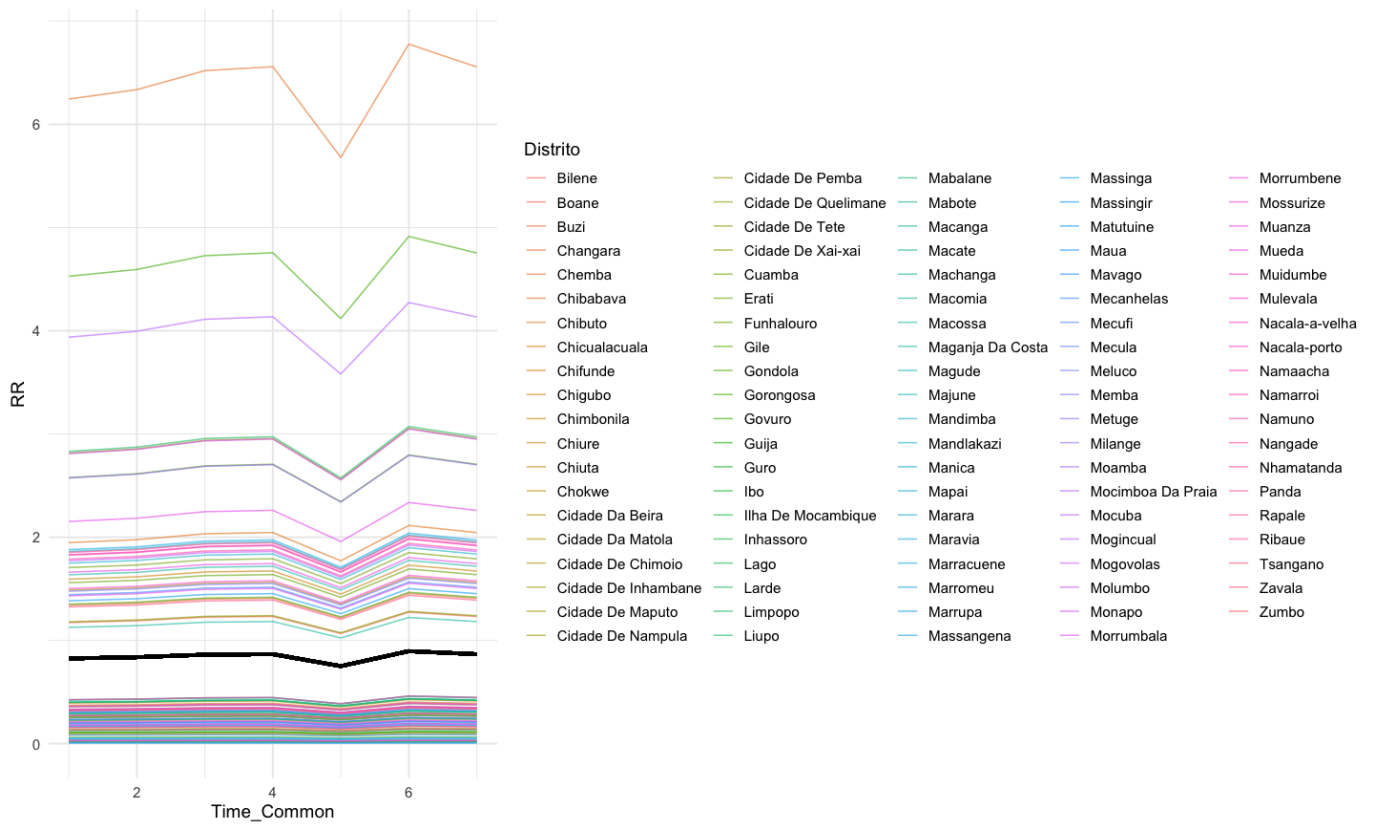 6
4
2
0
RR
2
4
6
Time_Common
Distrito
Bilene
Boane
Buzi
Changara
Chemba
Chibabava
Chibuto
Chicualacuala
Chifunde
Chigubo
Chimbonila
Chiure
Chiuta
Chokwe
Cidade Da Beira
Cidade Da Matola
Cidade De Chimoio
Cidade De Inhambane
Cidade De Maputo
Cidade De Nampula
Cidade De Pemba
Cidade De Quelimane
Cidade De Tete
Cidade De Xai-xai
Cuamba
Erati
Funhalouro
Gile
Gondola
Gorongosa
Govuro
Guija
Guro
Ibo
Ilha De Mocambique
Inhassoro
Lago
Larde
Limpopo
Liupo
Mabalane
Mabote
Macanga
Macate
Machanga
Macomia
Macossa
Maganja Da Costa
Magude
Majune
Mandimba
Mandlakazi
Manica
Mapai
Marara
Maravia
Marracuene
Marromeu
Marrupa
Massangena
Massinga
Massingir
Matutuine
Maua
Mavago
Mecanhelas
Mecufi
Mecula
Meluco
Memba
Metuge
Milange
Moamba
Mocimboa Da Praia
Mocuba
Mogincual
Mogovolas
Molumbo
Monapo
Morrumbala
Morrumbene
Mossurize
Muanza
Mueda
Muidumbe
Mulevala
Nacala-a-velha
Nacala-porto
Namaacha
Namarroi
Namuno
Nangade
Nhamatanda
Panda
Rapale
Ribaue
Tsangano
Zavala
Zumbo